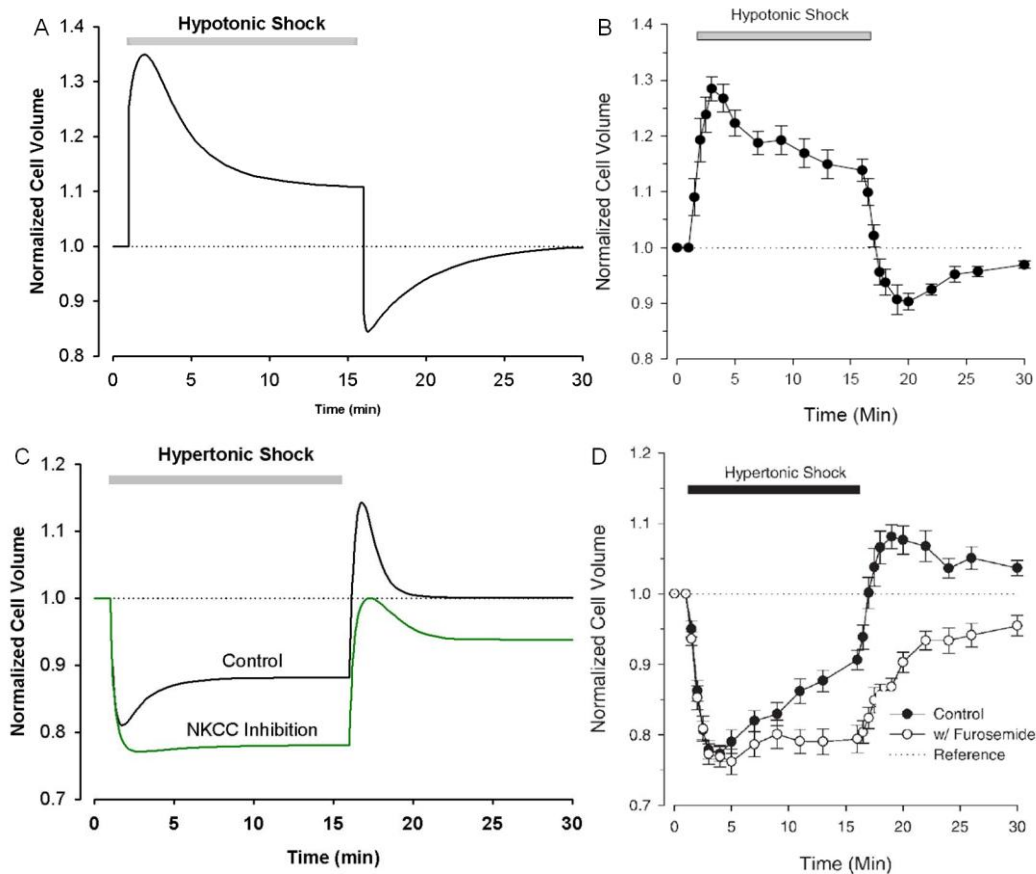 A
Hypotonic Shock
Normalized Cell Volume
1.4
1.3
1.2
1.1
1.0
0.9
0.8
0 5 10 15 20 25 30
Time (min)
B
Hypotonic Shock
Normalized Cell Volume
1.4
1.3
1.2
1.1
1.0
0.9
0.8
0 5 10 15 20 25 30
Time (Min)
C
Hypertonic Shock
Normalized Cell Volume
1.2
1.1
1.0
0.9
0.8
0.7
Control
NKCC Inhibition
0 5 10 15 20 25 30
Time (min)
D
Hypertonic Shock
Normalized Cell Volume
1.2
1.1
1.0
0.9
0.8
0.7
Control
w/ Furosemide
Reference
0 5 10 15 20 25 30
Time (Min)